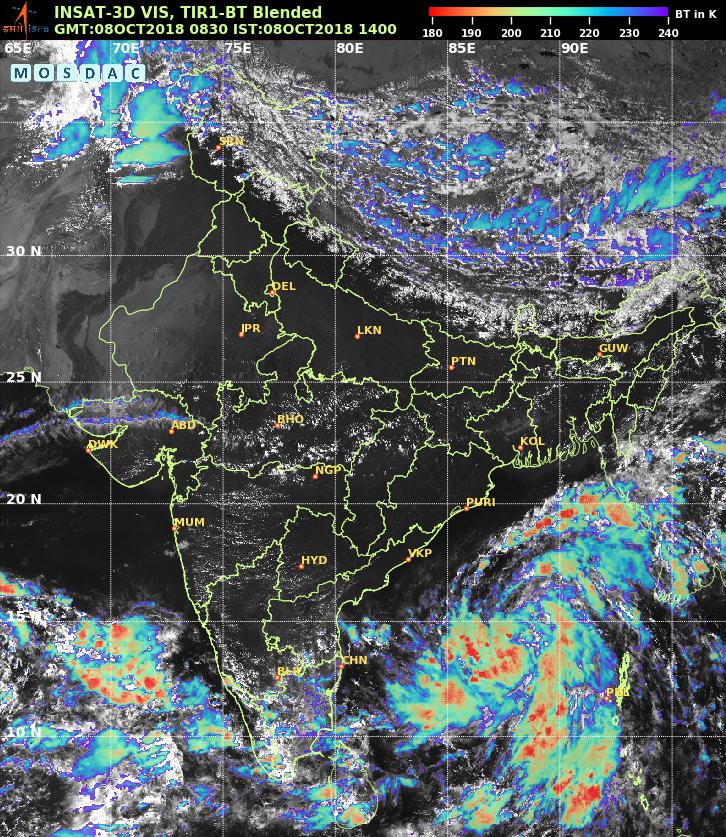 INSAT-3D VIS, TIR1-BT Blended
GMT:08OCT2018 0830 IST:08OCT2018 1400
BT in K
180 190 200 210 220 230 240
65E 70E 75E 80E 85E 90E
M O S D A C
SRN
30 N
DEL
JPR LKN
GUW
PTN
25 N
ABD BHO
DWK KOL
NGP
20 N PURI
MUM
HYD VKP
15 N
CHN
BLR
PBL
10 N